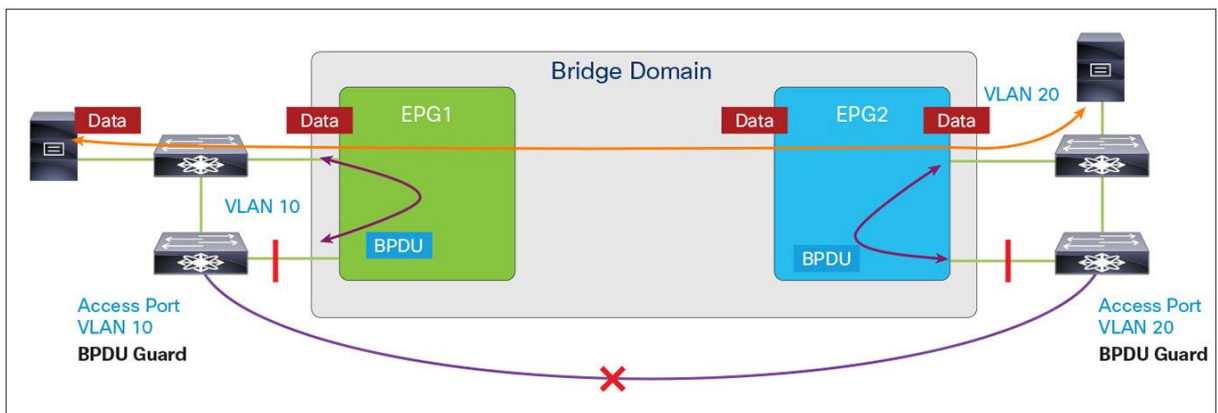 Bridge Domain
EPG1
EPG2
VLAN 20
Data
Data
Data
Data
VLAN 10
BPDU
BPDU
Access Port
VLAN 10
BPDU Guard
Access Port
VLAN 20
BPDU Guard